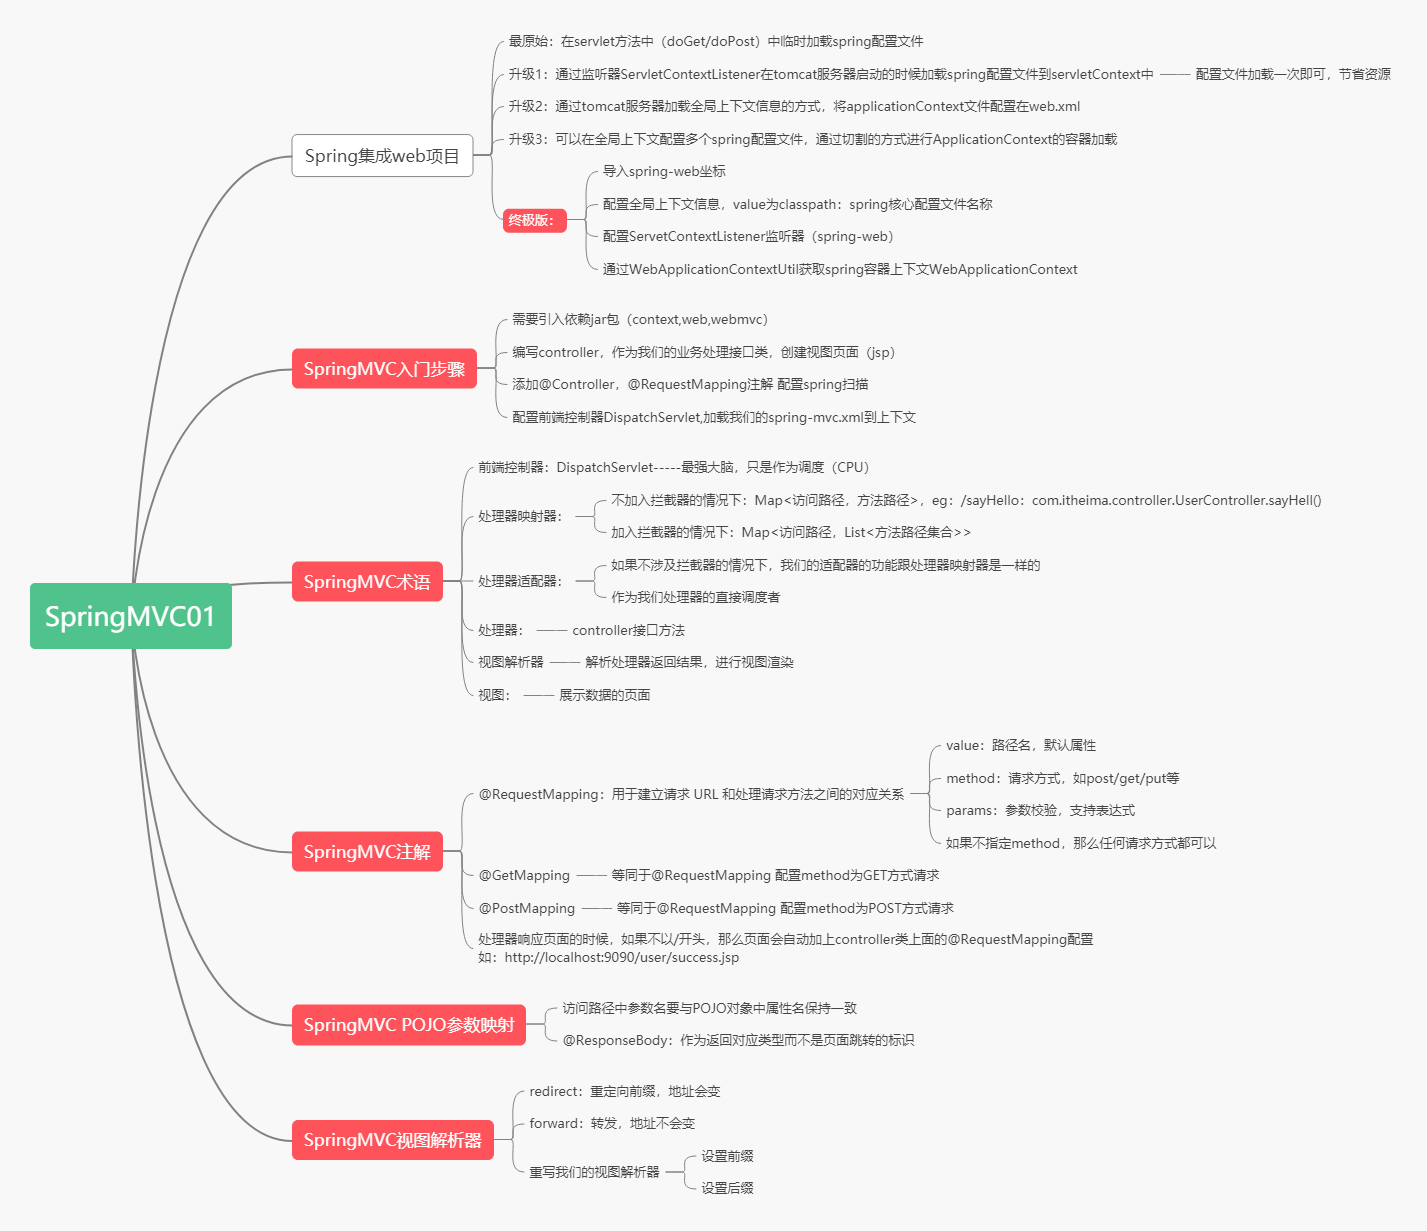 SpringMVC01
Spring集成web项目
最原始：在servlet方法中（doGet/doPost）中临时加载spring配置文件
升级1：通过监听器ServletContextListener在tomcat服务器启动的时候加载spring配置文件到servletContext中
配置文件加载一次即可，节省资源
升级2：通过tomcat服务器加载全局上下文信息的方式，将applicationContext文件配置在web.xml
升级3：可以在全局上下文配置多个spring配置文件，通过切割的方式进行ApplicationContext的容器加载
终极版：
导入spring-web坐标
配置全局上下文信息，value为classpath：spring核心配置文件名称
配置ServetContextListener监听器（spring-web）
通过WebApplicationContextUtil获取spring容器上下文WebApplicationContext
SpringMVC入门步骤
需要引入依赖jar包（context,web,webmvc）
编写controller，作为我们的业务处理接口类，创建视图页面（jsp）
添加@Controller，@RequestMapping注解 配置spring扫描
配置前端控制器DispatchServlet,加载我们的spring-mvc.xml到上下文
SpringMVC术语
前端控制器：DispatchServlet-----最强大脑，只是作为调度（CPU）
处理器映射器：
不加入拦截器的情况下：Map<访问路径，方法路径>，eg：/sayHello：com.itheima.controller.UserController.sayHell()
加入拦截器的情况下：Map<访问路径，List<方法路径集合>>
处理器适配器：
如果不涉及拦截器的情况下，我们的适配器的功能跟处理器映射器是一样的
作为我们处理器的直接调度者
处理器：
controller接口方法
视图解析器
解析处理器返回结果，进行视图渲染
视图：
展示数据的页面
SpringMVC注解
@RequestMapping：用于建立请求 URL 和处理请求方法之间的对应关系
value：路径名，默认属性
method：请求方式，如post/get/put等
params：参数校验，支持表达式
如果不指定method，那么任何请求方式都可以
@GetMapping
等同于@RequestMapping 配置method为GET方式请求
@PostMapping
等同于@RequestMapping 配置method为POST方式请求
处理器响应页面的时候，如果不以/开头，那么页面会自动加上controller类上面的@RequestMapping配置
如：http://localhost:9090/user/success.jsp
SpringMVC POJO参数映射
访问路径中参数名要与POJO对象中属性名保持一致
@ResponseBody：作为返回对应类型而不是页面跳转的标识
SpringMVC视图解析器
redirect：重定向前缀，地址会变
forward：转发，地址不会变
重写我们的视图解析器
设置前缀
设置后缀